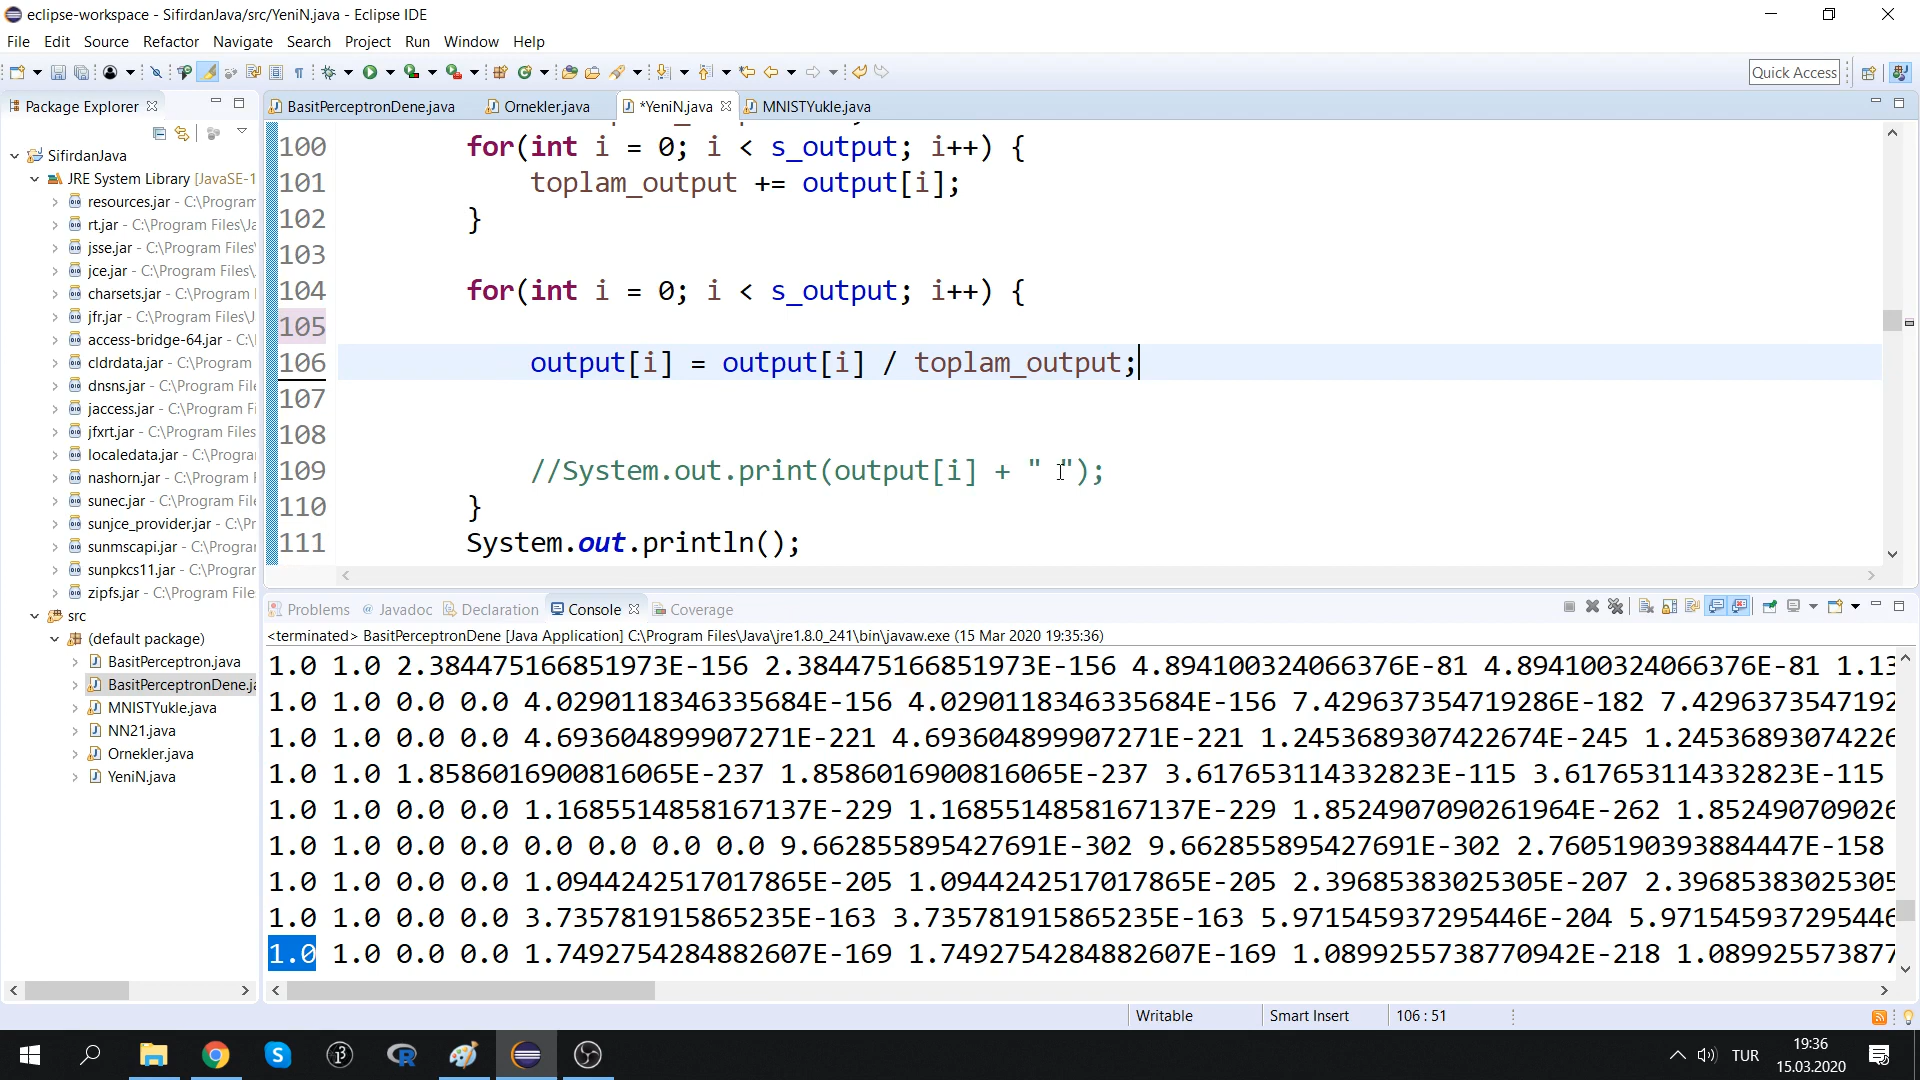 eclipse-workspace - SifirdanJava/src/YeniN.java - Eclipse IDE
File Edit Source Refactor Navigate Search Project Run Window Help
Quick Access
Package Explorer
BasitPerceptronDene.java Ornekler.java *YeniN.java MNISTYukle.java
SifirdanJava
JRE System Library [JavaSE-1
resources.jar - C:\Program
rt.jar - C:\Program Files\Ja
jsse.jar - C:\Program Files\
jce.jar - C:\Program Files\
charsets.jar - C:\Program
jfr.jar - C:\Program Files\J
access-bridge-64.jar - C:\
cldrdata.jar - C:\Program
dnsns.jar - C:\Program Files
jaccess.jar - C:\Program Fi
jfxrt.jar - C:\Program Files
localedata.jar - C:\Progra
nashorn.jar - C:\Program
sunec.jar - C:\Program Files
sunjce_provider.jar - C:\Pr
sunmscapi.jar - C:\Progra
sunpkcs11.jar - C:\Progra
zipfs.jar - C:\Program File
src
(default package)
BasitPerceptron.java
BasitPerceptronDene.ja
MNISTYukle.java
NN21.java
Ornekler.java
YeniN.java
100 for(int i = 0; i < s_output; i++) {
101 toplam_output += output[i];
102 }
103
104 for(int i = 0; i < s_output; i++) {
105
106 output[i] = output[i] / toplam_output;
107
108
109 //System.out.print(output[i] + " ");
110 }
111 System.out.println();
Problems Javadoc Declaration Console Coverage
<terminated> BasitPerceptronDene [Java Application] C:\Program Files\Java\jre1.8.0_241\bin\javaw.exe (15 Mar 2020 19:35:36)
1.0 1.0 2.384475166851973E-156 2.384475166851973E-156 4.894100324066376E-81 4.894100324066376E-81 1.13
1.0 1.0 0.0 0.0 4.0290118346335684E-156 4.0290118346335684E-156 7.429637354719286E-182 7.4296373547192
1.0 1.0 0.0 0.0 4.693604899907271E-221 4.693604899907271E-221 1.2453689307422674E-245 1.24536893074226
1.0 1.0 1.8586016900816065E-237 1.8586016900816065E-237 3.617653114332823E-115 3.617653114332823E-115
1.0 1.0 0.0 0.0 1.1685514858167137E-229 1.1685514858167137E-229 1.8524907090261964E-262 1.852490709026
1.0 1.0 0.0 0.0 0.0 0.0 0.0 0.0 9.662855895427691E-302 9.662855895427691E-302 2.7605190393884447E-158
1.0 1.0 0.0 0.0 1.0944242517017865E-205 1.0944242517017865E-205 2.39685383025305E-207 2.39685383025305
1.0 1.0 0.0 0.0 3.735781915865235E-163 3.735781915865235E-163 5.971545937295446E-204 5.971545937295446
1.0 1.0 0.0 0.0 1.7492754284882607E-169 1.7492754284882607E-169 1.0899255738770942E-218 1.089925573877
Writable Smart Insert 106 : 51
TUR
19:36
15.03.2020